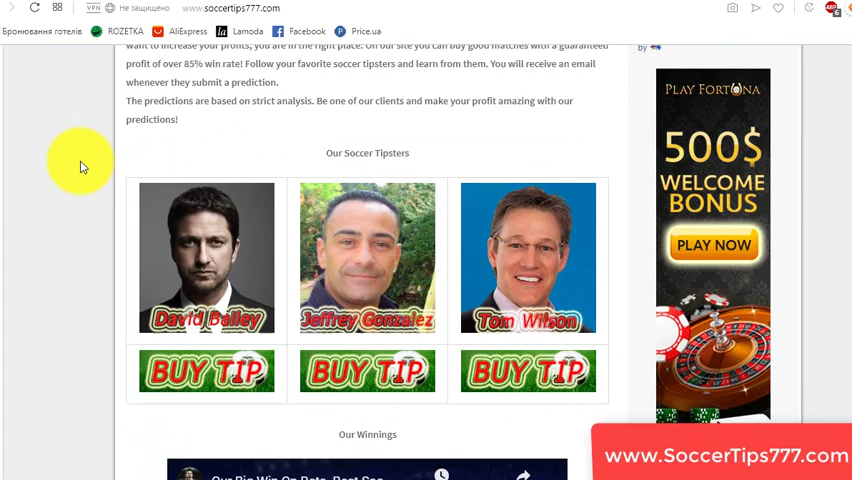 VPN Не защищено www.soccertips777.com
ABP 6
Бронювання готелів ROZETKA AliExpress la Lamoda Facebook P Price.ua
want to increase your profits, you are in the right place. On our site you can buy good matches with a guaranteed
profit of over 85% win rate! Follow your favorite soccer tipsters and learn from them. You will receive an email
whenever they submit a prediction.
The predictions are based on strict analysis. Be one of our clients and make your profit amazing with our
predictions!
by
Our Soccer Tipsters
David Bailey Jeffrey Gonzalez Tom Wilson
BUY TIP BUY TIP BUY TIP
Our Winnings
PLAY FORTUNA
500$
WELCOME
BONUS
PLAY NOW
www.SoccerTips777.com